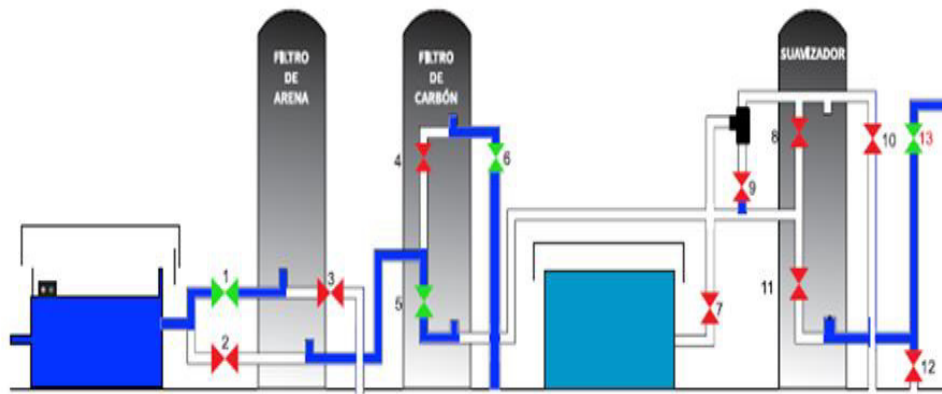 FILTRO
DE
ARENA
FILTRO
DE
CARBÓN
SUAVIZADOR
1
2
3
4
5
6
7
8
9
10
11
12
13